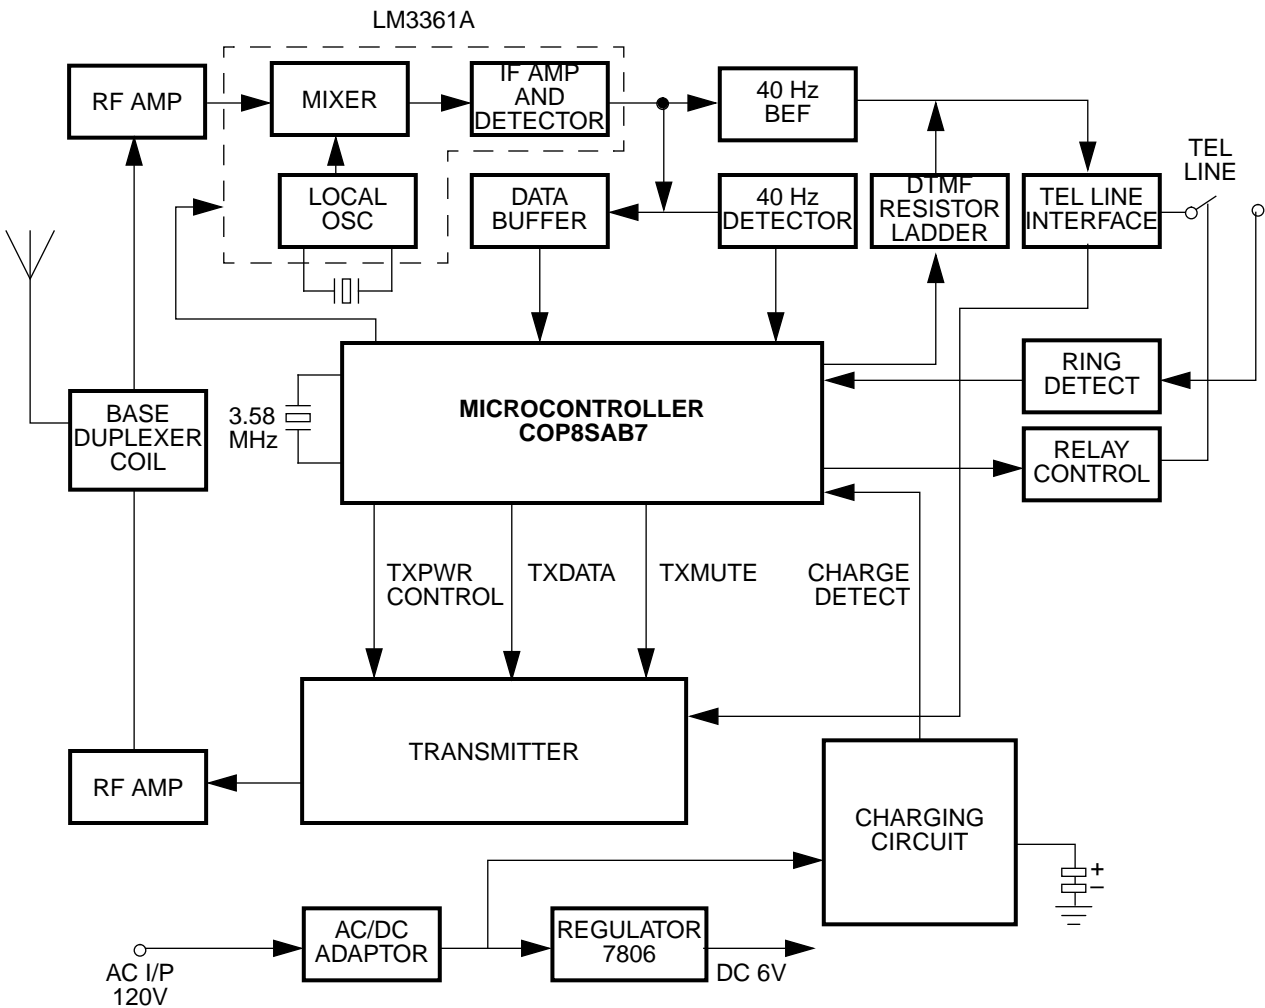 LM3361A
RF AMP
MIXER
IF AMP
AND
DETECTOR
40 Hz
BEF
TEL
LINE
LOCAL
OSC
DATA
BUFFER
40 Hz
DETECTOR
DTMF
RESISTOR
LADDER
TEL LINE
INTERFACE
BASE
DUPLEXER
COIL
3.58
MHz
MICROCONTROLLER
COP8SAB7
RING
DETECT
RELAY
CONTROL
TXPWR
CONTROL
TXDATA
TXMUTE
CHARGE
DETECT
RF AMP
TRANSMITTER
CHARGING
CIRCUIT
+
–
AC I/P
120V
AC/DC
ADAPTOR
REGULATOR
7806
DC 6V